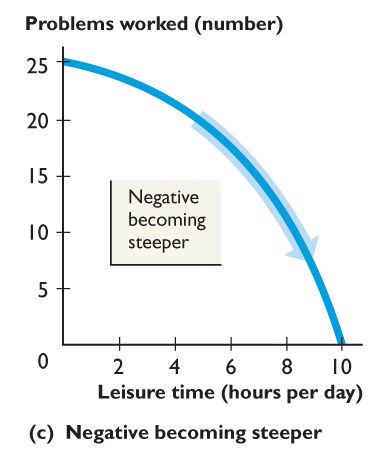 Problems worked (number)
25
20
15
10
5
0
Negative
becoming
steeper
2 4 6 8 10
Leisure time (hours per day)
(c) Negative becoming steeper